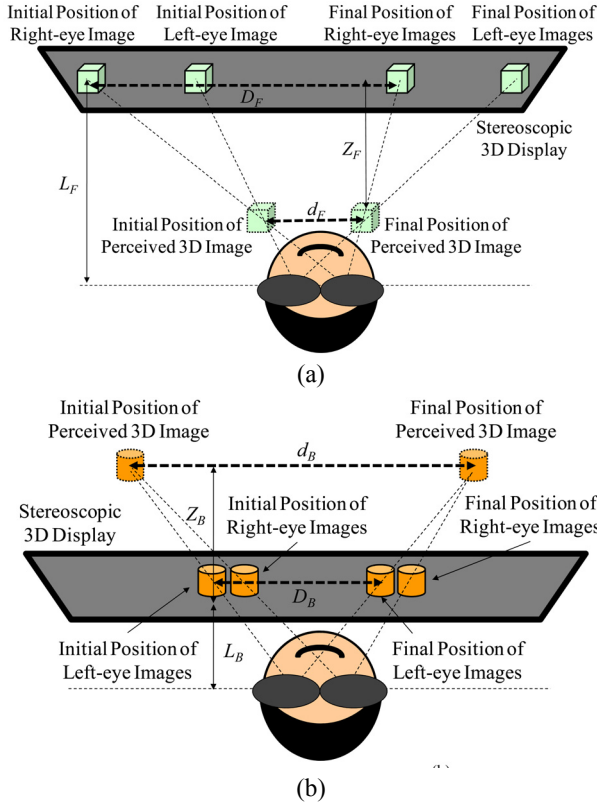 Initial Position of
Right-eye Image
Initial Position of
Left-eye Image
Final Position of
Right-eye Images
Final Position of
Left-eye Images
D_F
Stereoscopic
3D Display
Z_F
L_F
d_F
Initial Position of
Perceived 3D Image
Final Position of
Perceived 3D Image
(a)
Initial Position of
Perceived 3D Image
Final Position of
Perceived 3D Image
d_B
Stereoscopic
3D Display
Z_B
Initial Position of
Right-eye Images
Final Position of
Right-eye Images
D_B
Initial Position of
Left-eye Images
L_B
Final Position of
Left-eye Images
(b)